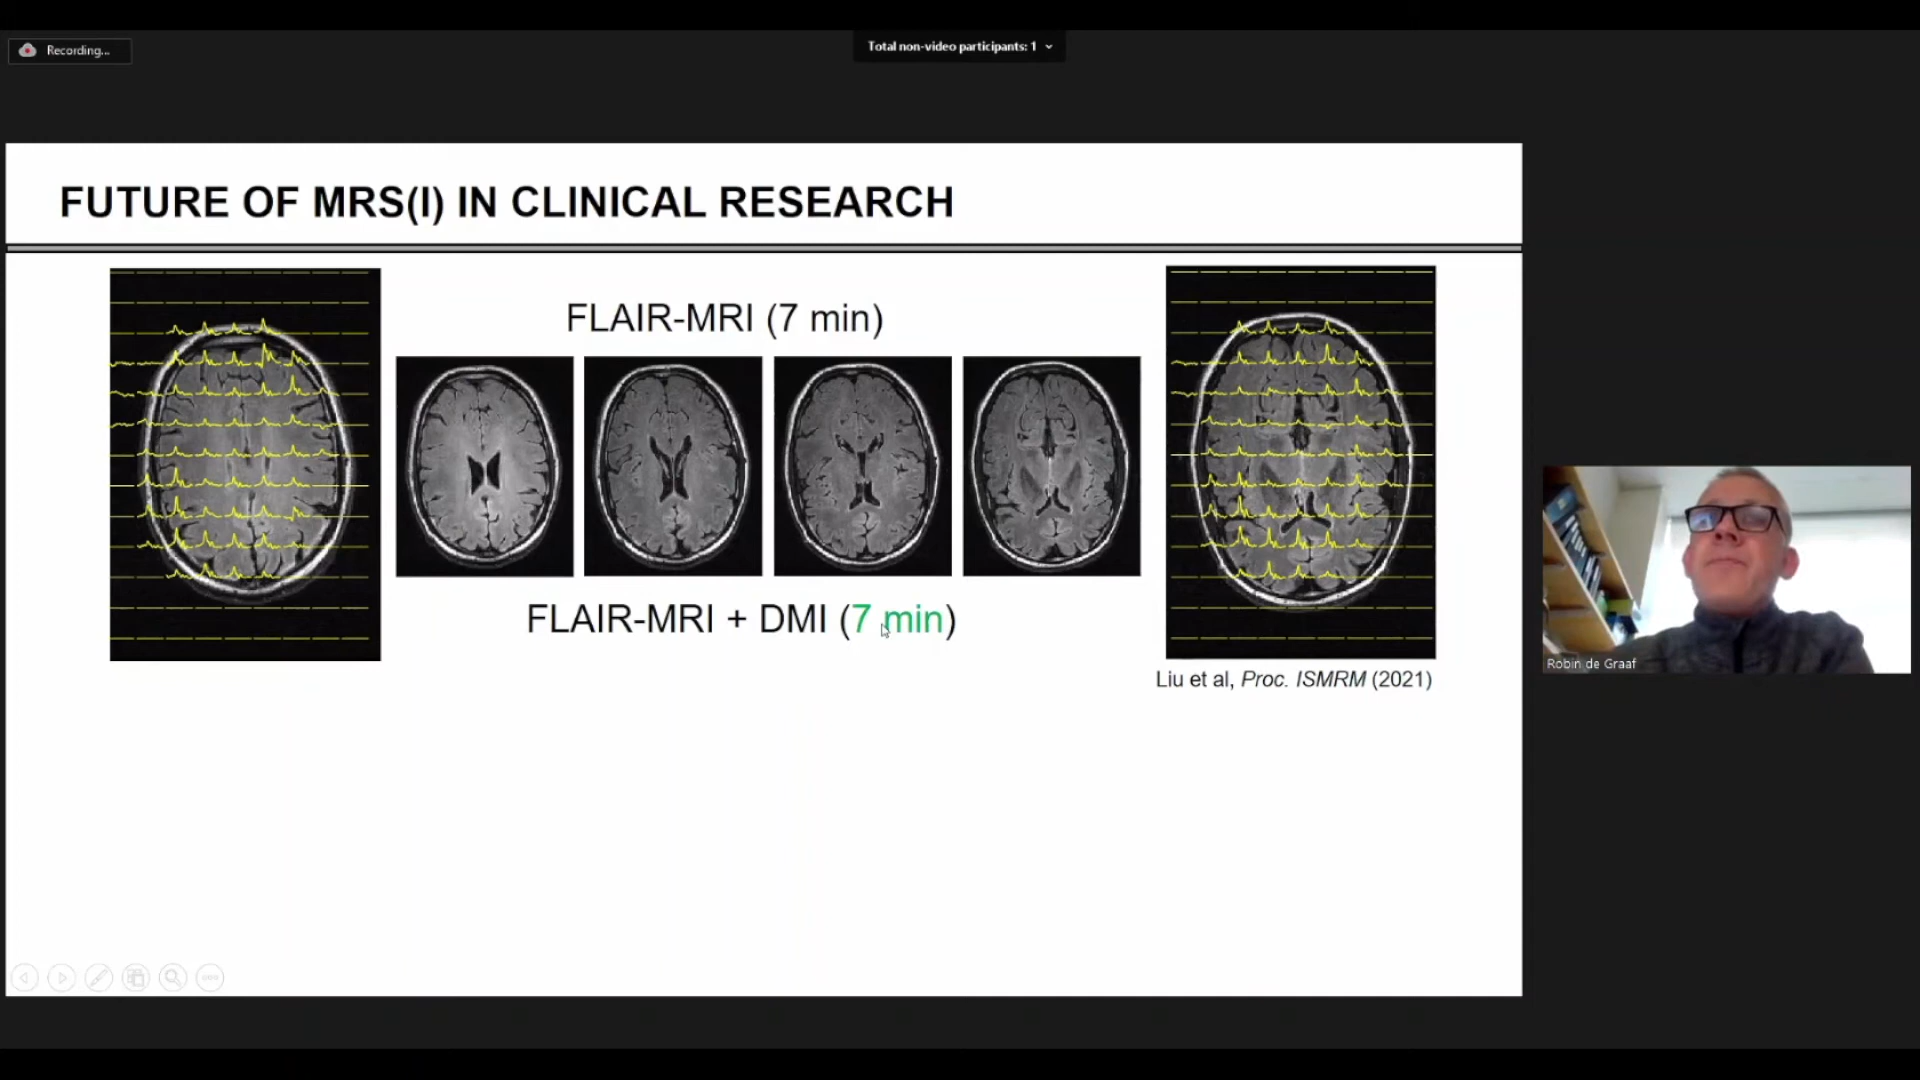 Recording...
Total non-video participants: 1
FUTURE OF MRS(I) IN CLINICAL RESEARCH
FLAIR-MRI (7 min)
FLAIR-MRI + DMI (7 min)
Liu et al, Proc. ISMRM (2021)
Robin de Graaf